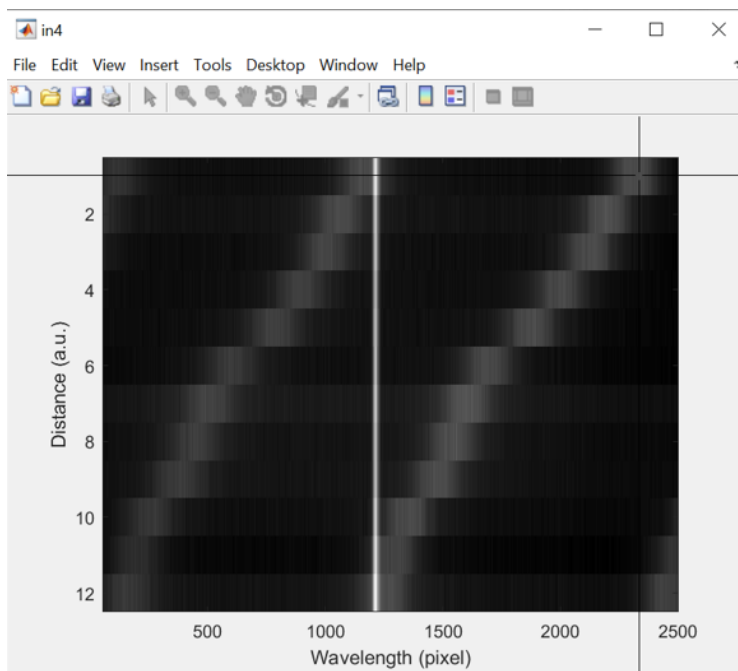 in4
File Edit View Insert Tools Desktop Window Help
2
4
6
8
10
12
Distance (a.u.)
500 1000 1500 2000 2500
Wavelength (pixel)